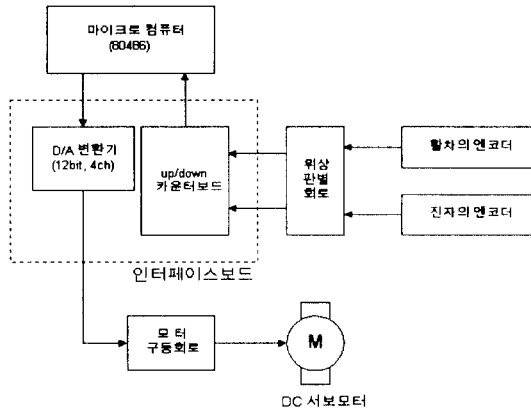 마이크로 컴퓨터
(80486)
D/A 변환기
(12bit, 4ch)
up/down
카운터보드
위상
판별
회로
활차의 엔코더
진자의 엔코더
인터페이스보드
모 터
구동회로
M
DC 서보모터